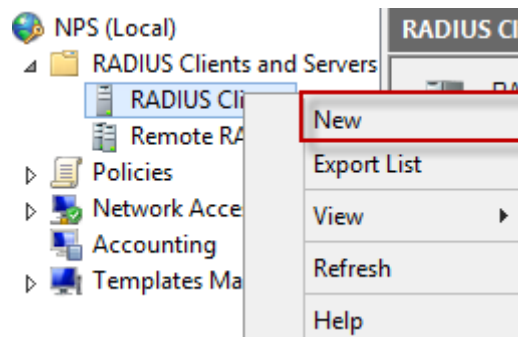 NPS (Local)
RADIUS Cl
RADIUS Clients and Servers
RADIUS Cli
New
Remote RA
Export List
Policies
Network Acce
View
Accounting
Refresh
Templates Ma
Help